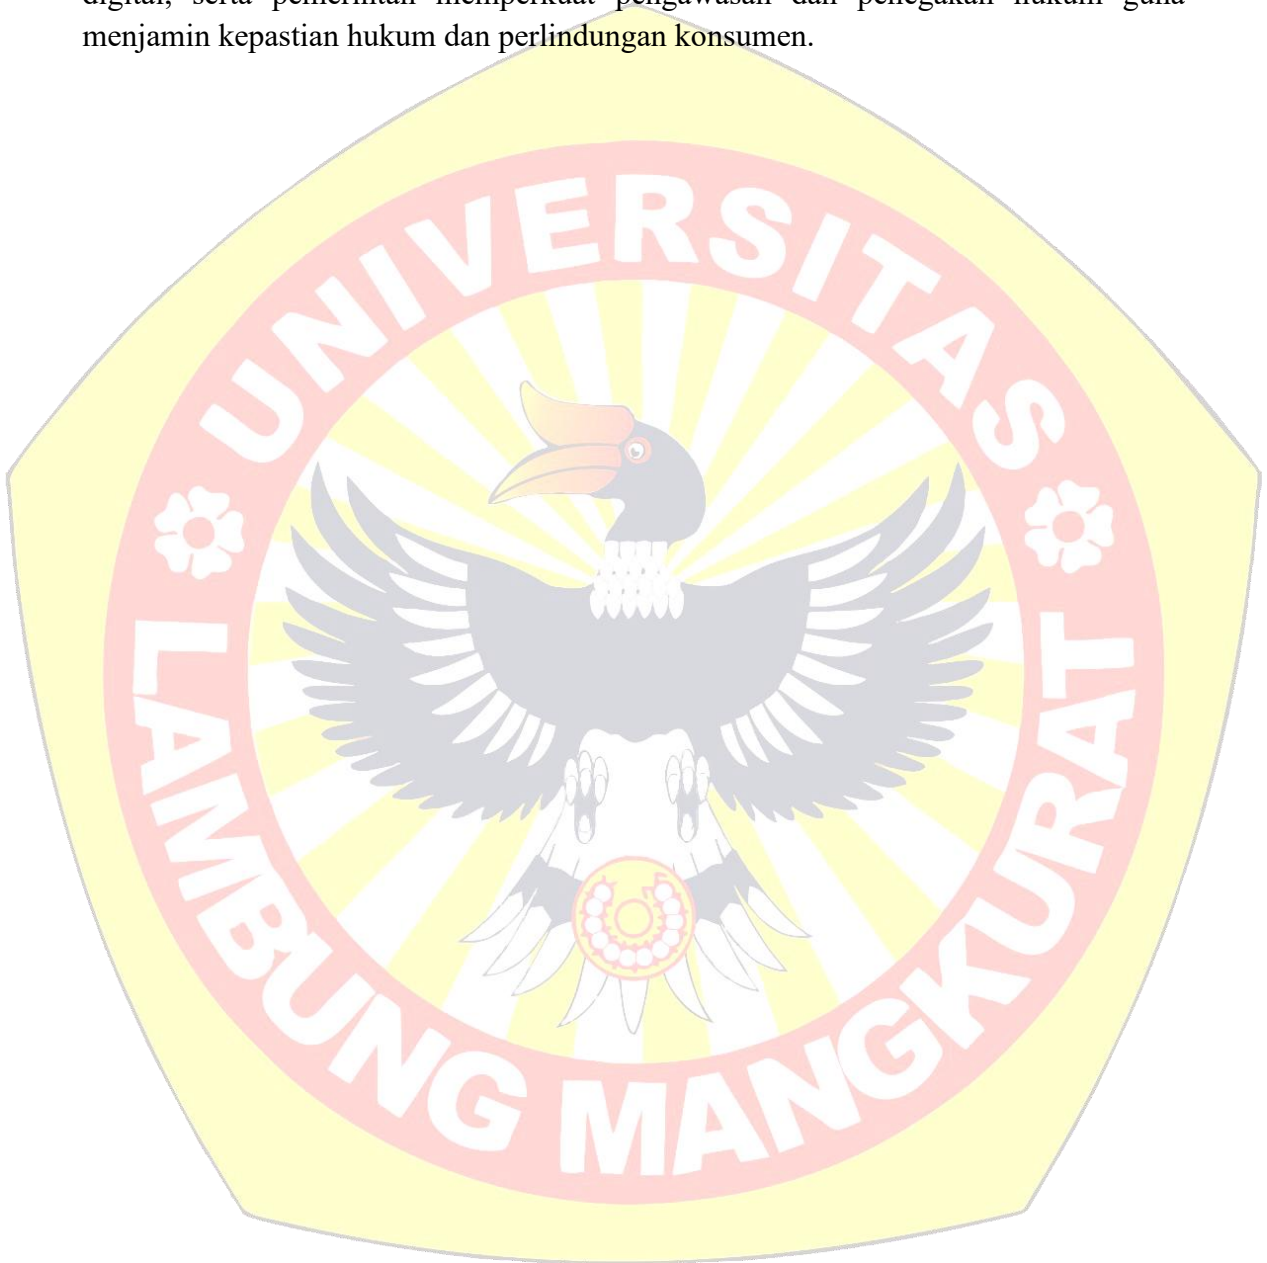 digital, serta pemerintah memperkuat pengawasan dan penegakan hukum guna
menjamin kepastian hukum dan perlindungan konsumen.
UNIVERSITAS
LAMBUNG MANGKURAT